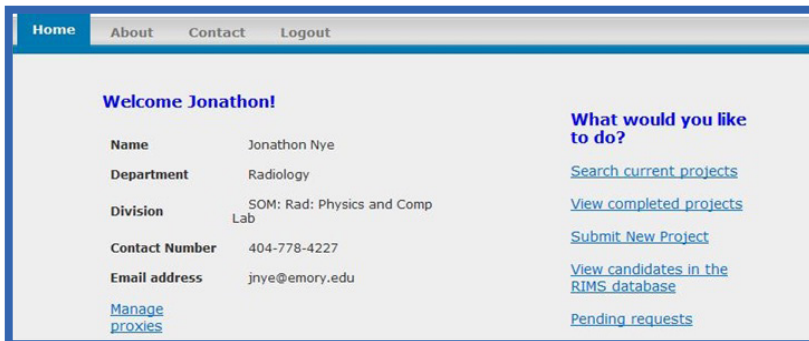 Home About Contact Logout
Welcome Jonathon!
Name Jonathon Nye
Department Radiology
Division SOM: Rad: Physics and Comp
Lab
Contact Number 404-778-4227
Email address jnye@emory.edu
Manage
proxies
What would you like
to do?
Search current projects
View completed projects
Submit New Project
View candidates in the
RIMS database
Pending requests